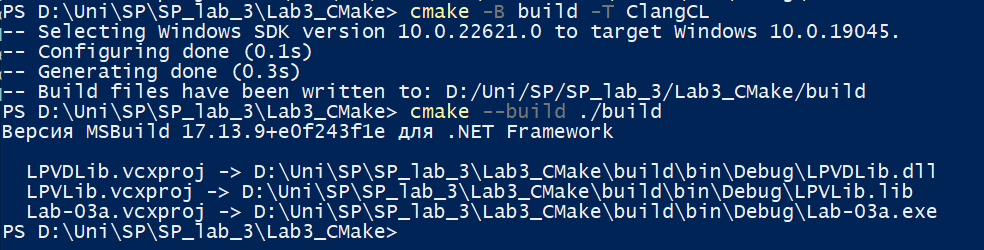 PS D:\Uni\SP\SP_lab_3\Lab3_CMake> cmake -B build -T ClangCL
-- Selecting Windows SDK version 10.0.22621.0 to target Windows 10.0.19045.
-- Configuring done (0.1s)
-- Generating done (0.3s)
-- Build files have been written to: D:/Uni/SP/SP_lab_3/Lab3_CMake/build
PS D:\Uni\SP\SP_lab_3\Lab3_CMake> cmake --build ./build
Версия MSBuild 17.13.9+e0f243f1e для .NET Framework
LPVDLib.vcxproj -> D:\Uni\SP\SP_lab_3\Lab3_CMake\build\bin\Debug\LPVDLib.dll
LPVLib.vcxproj -> D:\Uni\SP\SP_lab_3\Lab3_CMake\build\bin\Debug\LPVLib.lib
Lab-03a.vcxproj -> D:\Uni\SP\SP_lab_3\Lab3_CMake\build\bin\Debug\Lab-03a.exe
PS D:\Uni\SP\SP_lab_3\Lab3_CMake>